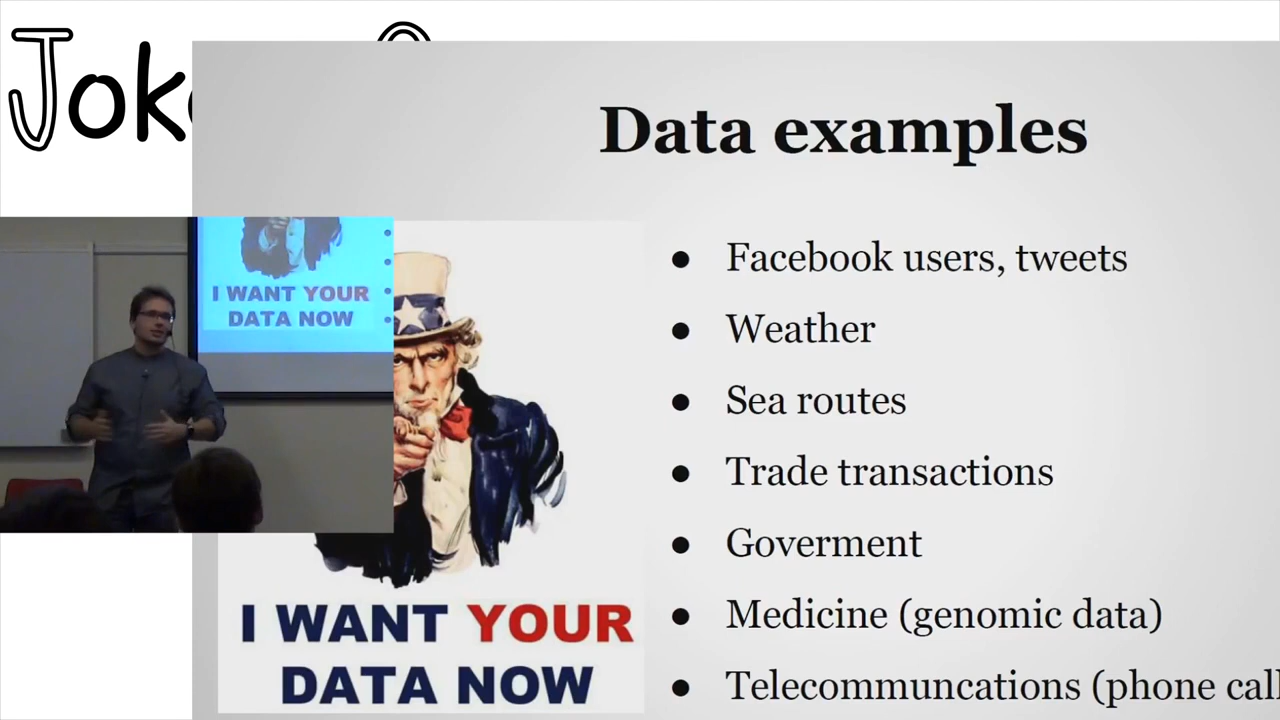 Jok
Data examples
Facebook users, tweets
Weather
Sea routes
Trade transactions
Goverment
Medicine (genomic data)
Telecommuncations (phone call
I WANT YOUR
DATA NOW
I WANT YOUR
DATA NOW